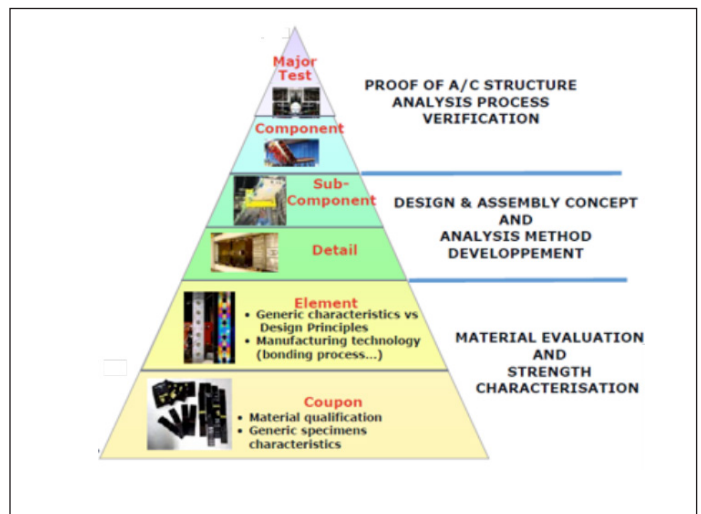 Major
Test
PROOF OF A/C STRUCTURE
ANALYSIS PROCESS
VERIFICATION
Component
Sub-
Component
DESIGN & ASSEMBLY CONCEPT
AND
ANALYSIS METHOD
DEVELOPPEMENT
Detail
Element
• Generic characteristics vs
Design Principles
• Manufacturing technology
(bonding process...)
MATERIAL EVALUATION
AND
STRENGTH
CHARACTERISATION
Coupon
• Material qualification
• Generic specimens
characteristics